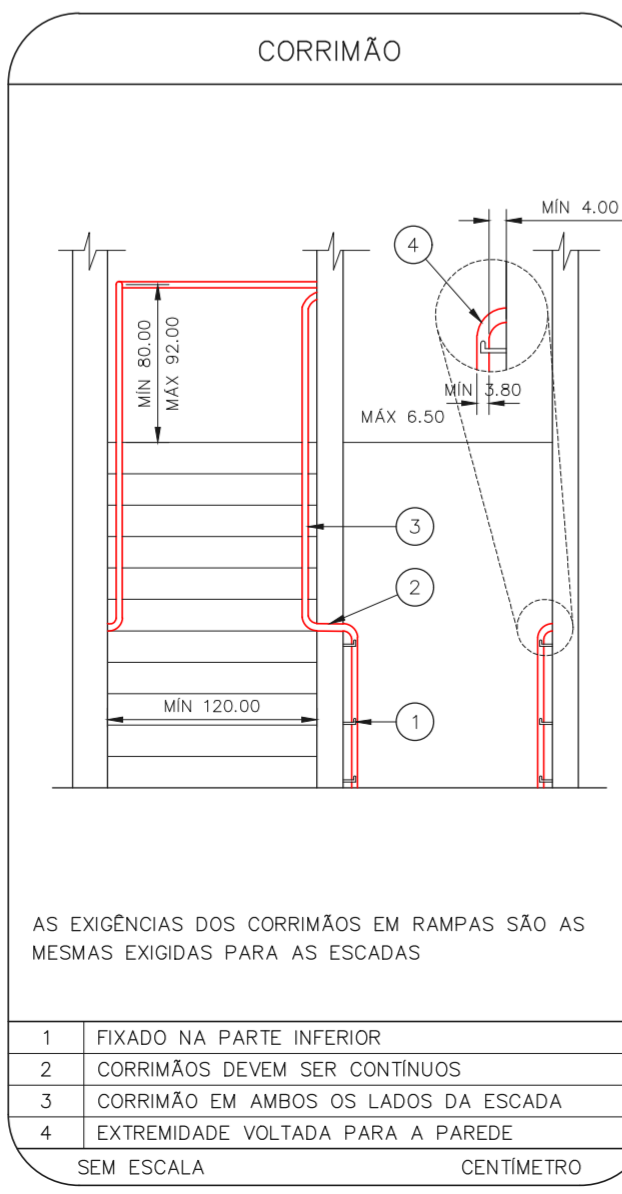 CORRIMÃO
MÍN 4.00
4
MÍN 80.00
MÁX 92.00
MÍN 3.80
MÁX 6.50
3
2
MÍN 120.00
1
AS EXIGÊNCIAS DOS CORRIMÃOS EM RAMPAS SÃO AS
MESMAS EXIGIDAS PARA AS ESCADAS
1 FIXADO NA PARTE INFERIOR
2 CORRIMÃOS DEVEM SER CONTÍNUOS
3 CORRIMÃO EM AMBOS OS LADOS DA ESCADA
4 EXTREMIDADE VOLTADA PARA A PAREDE
SEM ESCALA CENTÍMETRO